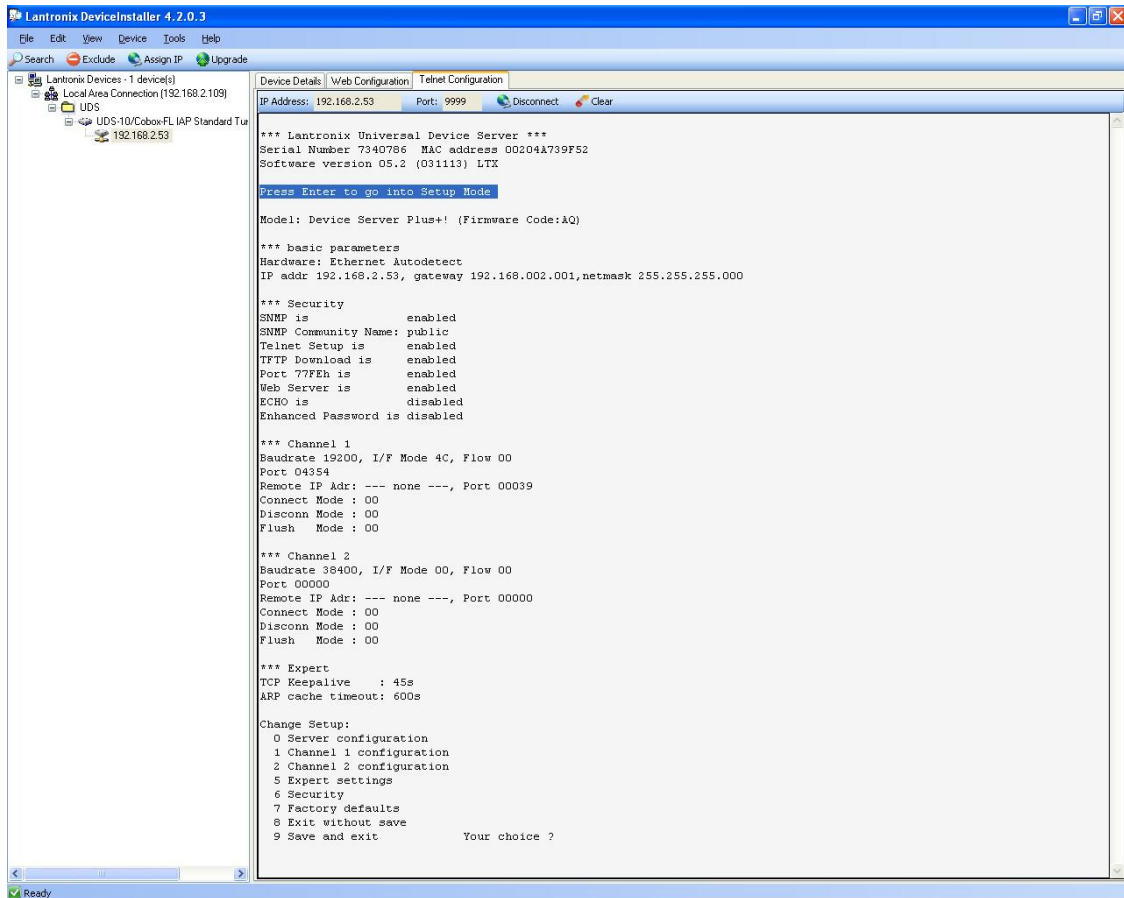 Lantronix DeviceInstaller 4.2.0.3
File Edit View Device Tools Help
Search Exclude Assign IP Upgrade
Lantronix Devices - 1 device(s)
Local Area Connection (192.168.2.109)
UDS
UDS-10/Cobox-FL IAP Standard Tur
192.168.2.53
Device Details Web Configuration Telnet Configuration
IP Address: 192.168.2.53 Port: 9999 Disconnect Clear
*** Lantronix Universal Device Server ***
Serial Number 7340786 MAC address 00204A739F52
Software version 05.2 (031113) LTX
Press Enter to go into Setup Mode
Model: Device Server Plus+! (Firmware Code:AQ)
*** basic parameters
Hardware: Ethernet Autodetect
IP addr 192.168.2.53, gateway 192.168.002.001,netmask 255.255.255.000
*** Security
SNMP is enabled
SNMP Community Name: public
Telnet Setup is enabled
TFTP Download is enabled
Port 77FEh is enabled
Web Server is enabled
ECHO is disabled
Enhanced Password is disabled
*** Channel 1
Baudrate 19200, I/F Mode 4C, Flow 00
Port 04354
Remote IP Adr: --- none ---, Port 00039
Connect Mode : 00
Disconn Mode : 00
Flush Mode : 00
*** Channel 2
Baudrate 38400, I/F Mode 00, Flow 00
Port 00000
Remote IP Adr: --- none ---, Port 00000
Connect Mode : 00
Disconn Mode : 00
Flush Mode : 00
*** Expert
TCP Keepalive : 45s
ARP cache timeout: 600s
Change Setup:
0 Server configuration
1 Channel 1 configuration
2 Channel 2 configuration
5 Expert settings
6 Security
7 Factory defaults
8 Exit without save
9 Save and exit Your choice ?
Ready